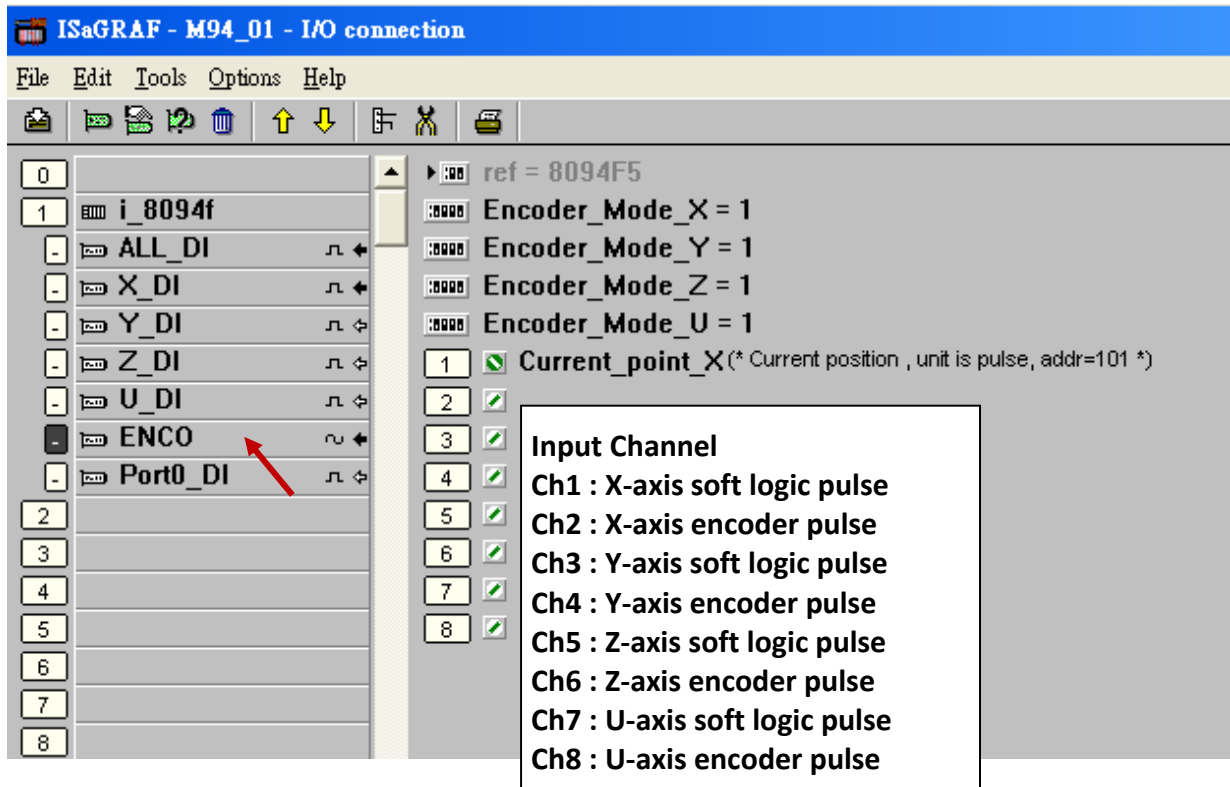 ISaGRAF - M94_01 - I/O connection
File Edit Tools Options Help
0
1 i_8094f
- ALL_DI
- X_DI
- Y_DI
- Z_DI
- U_DI
- ENCO
- Port0_DI
2
3
4
5
6
7
8
ref = 8094F5
Encoder_Mode_X = 1
Encoder_Mode_Y = 1
Encoder_Mode_Z = 1
Encoder_Mode_U = 1
1 Current_point_X (* Current position , unit is pulse, addr=101 *)
2
3
4
5
6
7
8
Input Channel
Ch1 : X-axis soft logic pulse
Ch2 : X-axis encoder pulse
Ch3 : Y-axis soft logic pulse
Ch4 : Y-axis encoder pulse
Ch5 : Z-axis soft logic pulse
Ch6 : Z-axis encoder pulse
Ch7 : U-axis soft logic pulse
Ch8 : U-axis encoder pulse